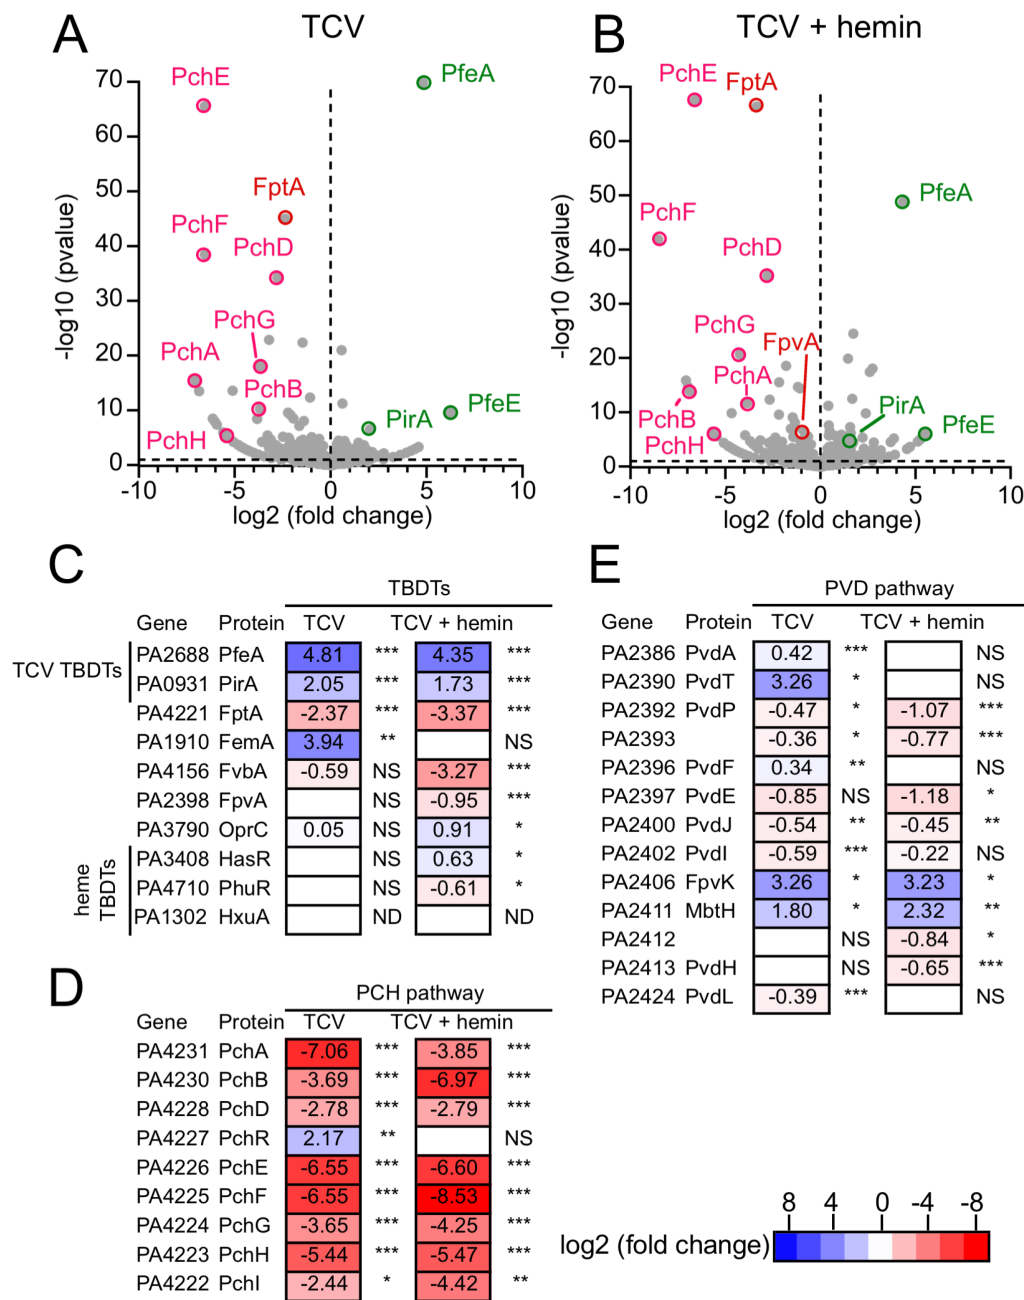 A
TCV
70
60
50
40
30
20
10
0
-log10 (pvalue)
PchE
PfeA
FptA
PchF
PchD
PchG
PchA
PchB
PfeE
PirA
PchH
-10 -5 0 5 10
log2 (fold change)
B
TCV + hemin
70
60
50
40
30
20
10
0
-log10 (pvalue)
PchE
FptA
PfeA
PchF
PchD
PchG
FpvA
PchA
PirA
PchB
PfeE
PchH
-10 -5 0 5 10
log2 (fold change)
C
TBDTs
Gene Protein TCV TCV + hemin
TCV TBDTs
PA2688 PfeA 4.81 *** 4.35 ***
PA0931 PirA 2.05 *** 1.73 ***
PA4221 FptA -2.37 *** -3.37 ***
PA1910 FemA 3.94 ** NS
PA4156 FvbA -0.59 NS -3.27 ***
PA2398 FpvA NS -0.95 ***
PA3790 OprC 0.05 NS 0.91 *
heme
TBDTs
PA3408 HasR NS 0.63 *
PA4710 PhuR NS -0.61 *
PA1302 HxuA ND ND
D
PCH pathway
Gene Protein TCV TCV + hemin
PA4231 PchA -7.06 *** -3.85 ***
PA4230 PchB -3.69 *** -6.97 ***
PA4228 PchD -2.78 *** -2.79 ***
PA4227 PchR 2.17 ** NS
PA4226 PchE -6.55 *** -6.60 ***
PA4225 PchF -6.55 *** -8.53 ***
PA4224 PchG -3.65 *** -4.25 ***
PA4223 PchH -5.44 *** -5.47 ***
PA4222 PchI -2.44 * -4.42 **
E
PVD pathway
Gene Protein TCV TCV + hemin
PA2386 PvdA 0.42 *** NS
PA2390 PvdT 3.26 * NS
PA2392 PvdP -0.47 * -1.07 ***
PA2393 -0.36 * -0.77 ***
PA2396 PvdF 0.34 ** NS
PA2397 PvdE -0.85 NS -1.18 *
PA2400 PvdJ -0.54 ** -0.45 **
PA2402 PvdI -0.59 *** -0.22 NS
PA2406 FpvK 3.26 * 3.23 *
PA2411 MbtH 1.80 * 2.32 **
PA2412 NS -0.84 *
PA2413 PvdH NS -0.65 ***
PA2424 PvdL -0.39 *** NS
8 4 0 -4 -8
log2 (fold change)